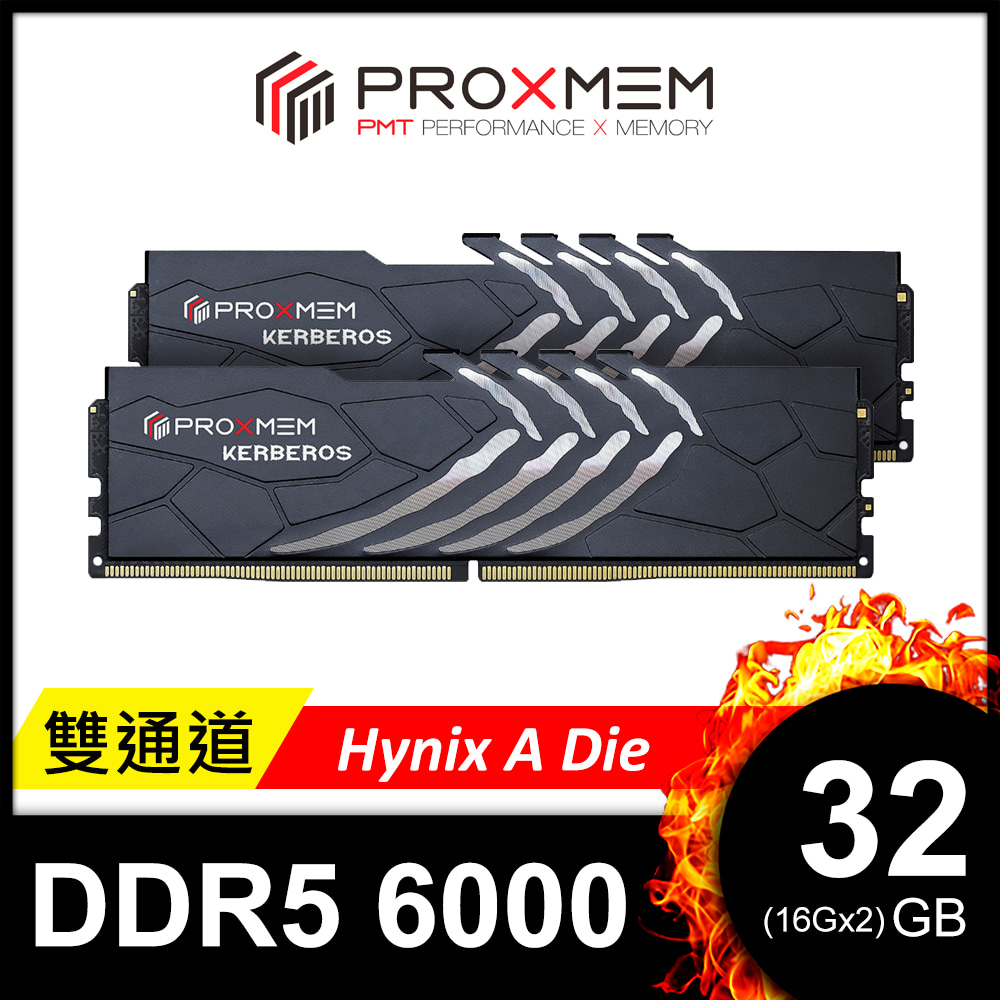 PROXMEM
PMT PERFORMANCE X MEMORY
PROXMEM
KERBEROS
PROXMEM
KERBEROS
雙通道
Hynix A Die
DDR5 6000
32
(16Gx2) GB